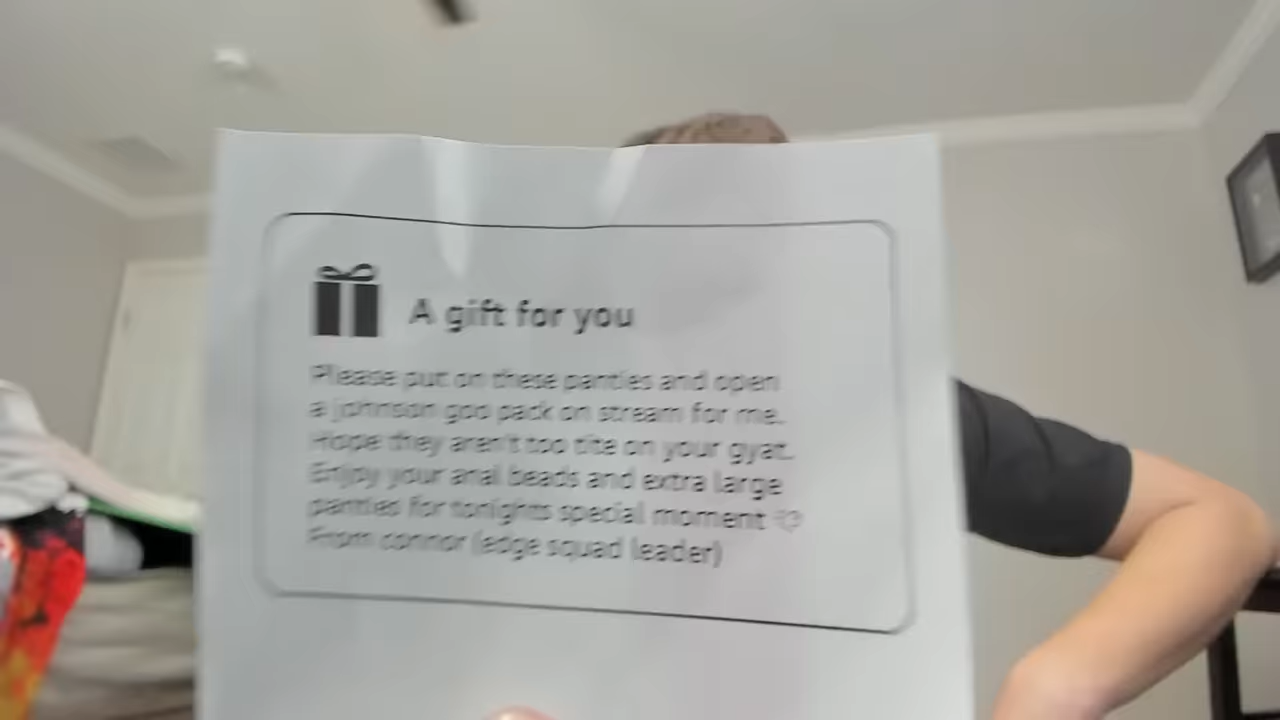 A gift for you
Please put on these panties and open
a johnson goo pack on stream for me.
Hope they aren't too tite on your gyat.
Enjoy your anal beads and extra large
panties for tonights special moment ♡
From connor (edge squad leader)